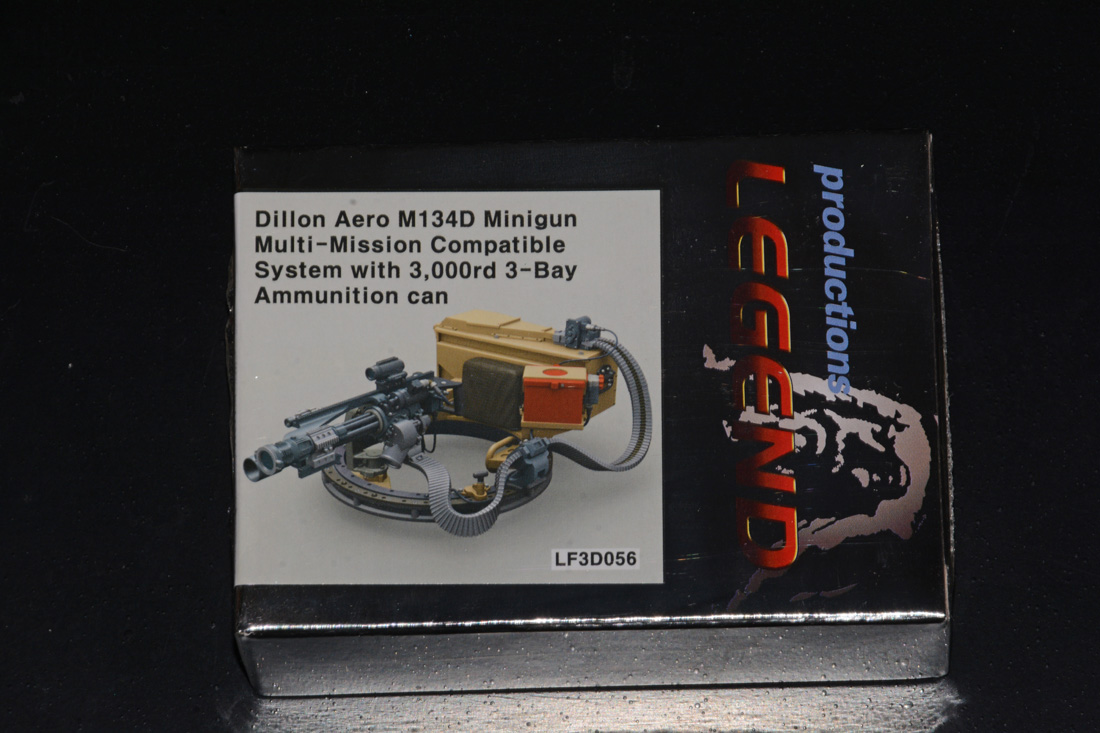 Dillon Aero M134D Minigun
Multi-Mission Compatible
System with 3,000rd 3-Bay
Ammunition can
LF3D056
LEGEND
productions